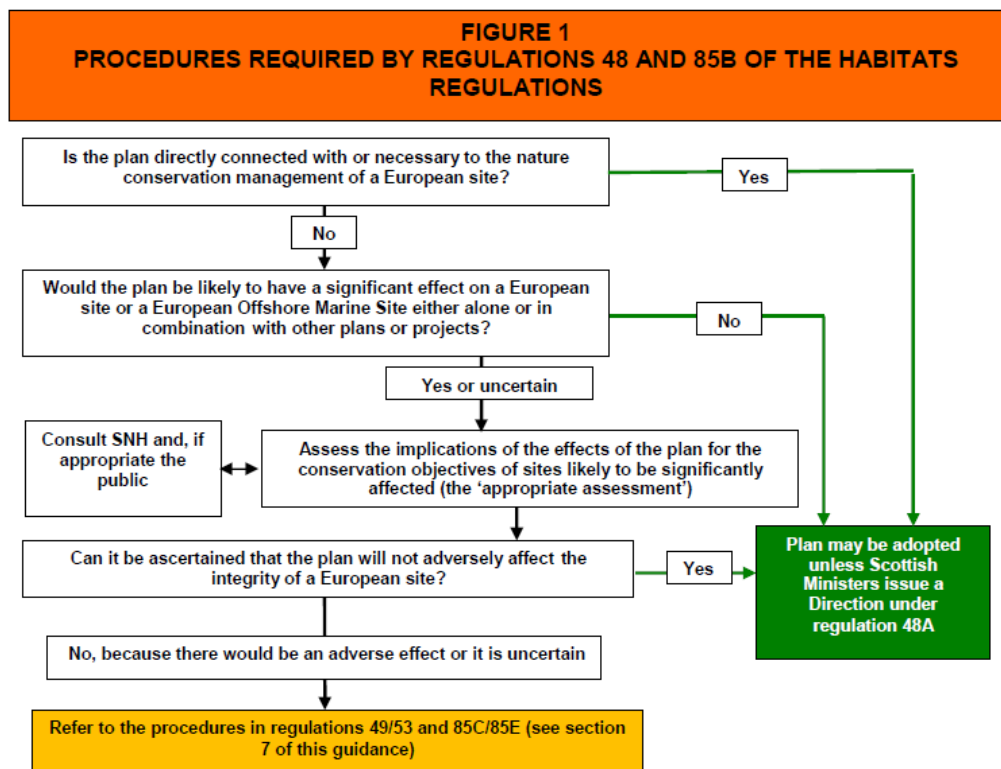 FIGURE 1
PROCEDURES REQUIRED BY REGULATIONS 48 AND 85B OF THE HABITATS
REGULATIONS
Is the plan directly connected with or necessary to the nature
conservation management of a European site?
Yes
No
Would the plan be likely to have a significant effect on a European
site or a European Offshore Marine Site either alone or in
combination with other plans or projects?
No
Yes or uncertain
Consult SNH and, if
appropriate the
public
Assess the implications of the effects of the plan for the
conservation objectives of sites likely to be significantly
affected (the ‘appropriate assessment’)
Can it be ascertained that the plan will not adversely affect the
integrity of a European site?
Yes
Plan may be adopted
unless Scottish
Ministers issue a
Direction under
regulation 48A
No, because there would be an adverse effect or it is uncertain
Refer to the procedures in regulations 49/53 and 85C/85E (see section
7 of this guidance)